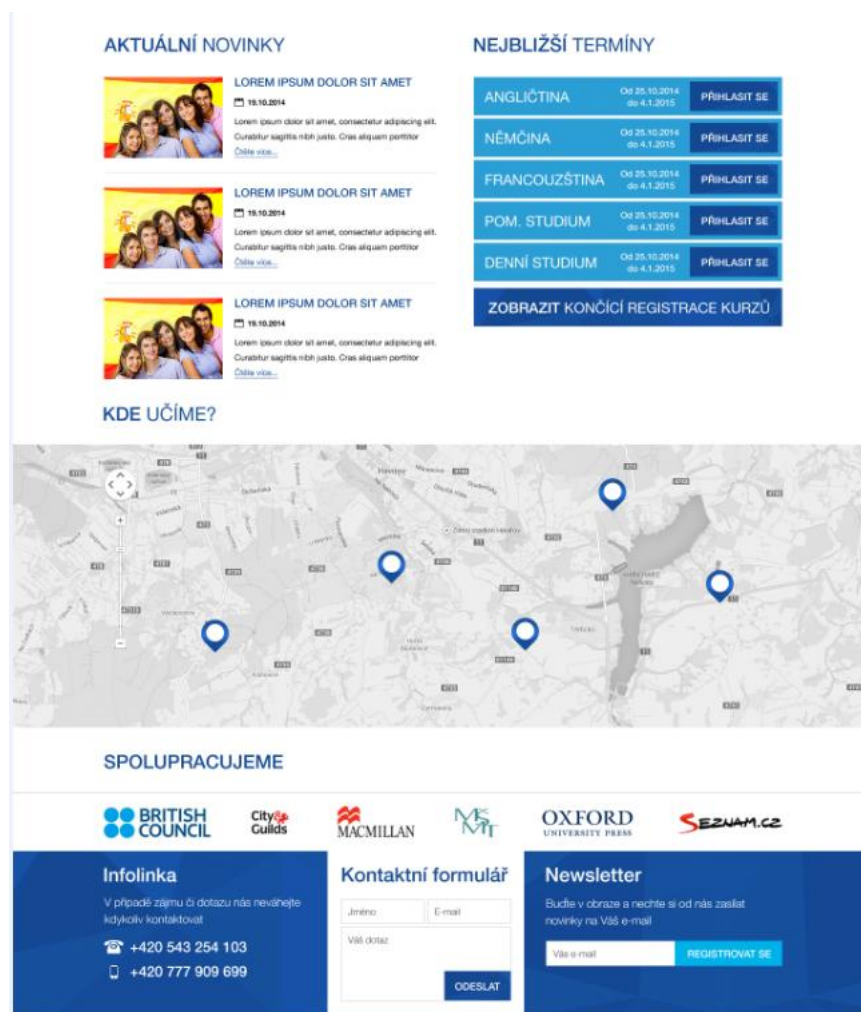 AKTUÁLNÍ NOVINKY
LOREM IPSUM DOLOR SIT AMET
19.10.2014
Lorem ipsum dolor sit amet, consectetur adipiscing elit.
Curabitur sagittis nibh justo. Cras aliquam porttitor
Čtěte více...
LOREM IPSUM DOLOR SIT AMET
19.10.2014
Lorem ipsum dolor sit amet, consectetur adipiscing elit.
Curabitur sagittis nibh justo. Cras aliquam porttitor
Čtěte více...
LOREM IPSUM DOLOR SIT AMET
19.10.2014
Lorem ipsum dolor sit amet, consectetur adipiscing elit.
Curabitur sagittis nibh justo. Cras aliquam porttitor
Čtěte více...
NEJBLIŽŠÍ TERMÍNY
ANGLIČTINA Od 25.10.2014 do 4.1.2015 PŘIHLASIT SE
NĚMČINA Od 25.10.2014 do 4.1.2015 PŘIHLASIT SE
FRANCOUZŠTINA Od 25.10.2014 do 4.1.2015 PŘIHLASIT SE
POM. STUDIUM Od 25.10.2014 do 4.1.2015 PŘIHLASIT SE
DENNÍ STUDIUM Od 25.10.2014 do 4.1.2015 PŘIHLASIT SE
ZOBRAZIT KONČÍCÍ REGISTRACE KURZŮ
KDE UČÍME?
Havířov
Těrlicko
SPOLUPRACUJEME
BRITISH COUNCIL
City& Guilds
MACMILLAN
MŠMT
OXFORD
UNIVERSITY PRESS
SEZNAM.CZ
Infolinka
V případě zájmu či dotazu nás neváhejte
kdykoliv kontaktovat
+420 543 254 103
+420 777 909 699
Kontaktní formulář
Jméno E-mail
Váš dotaz
ODESLAT
Newsletter
Buďte v obraze a nechte si od nás zasílat
novinky na Váš e-mail
Vás e-mail REGISTROVAT SE